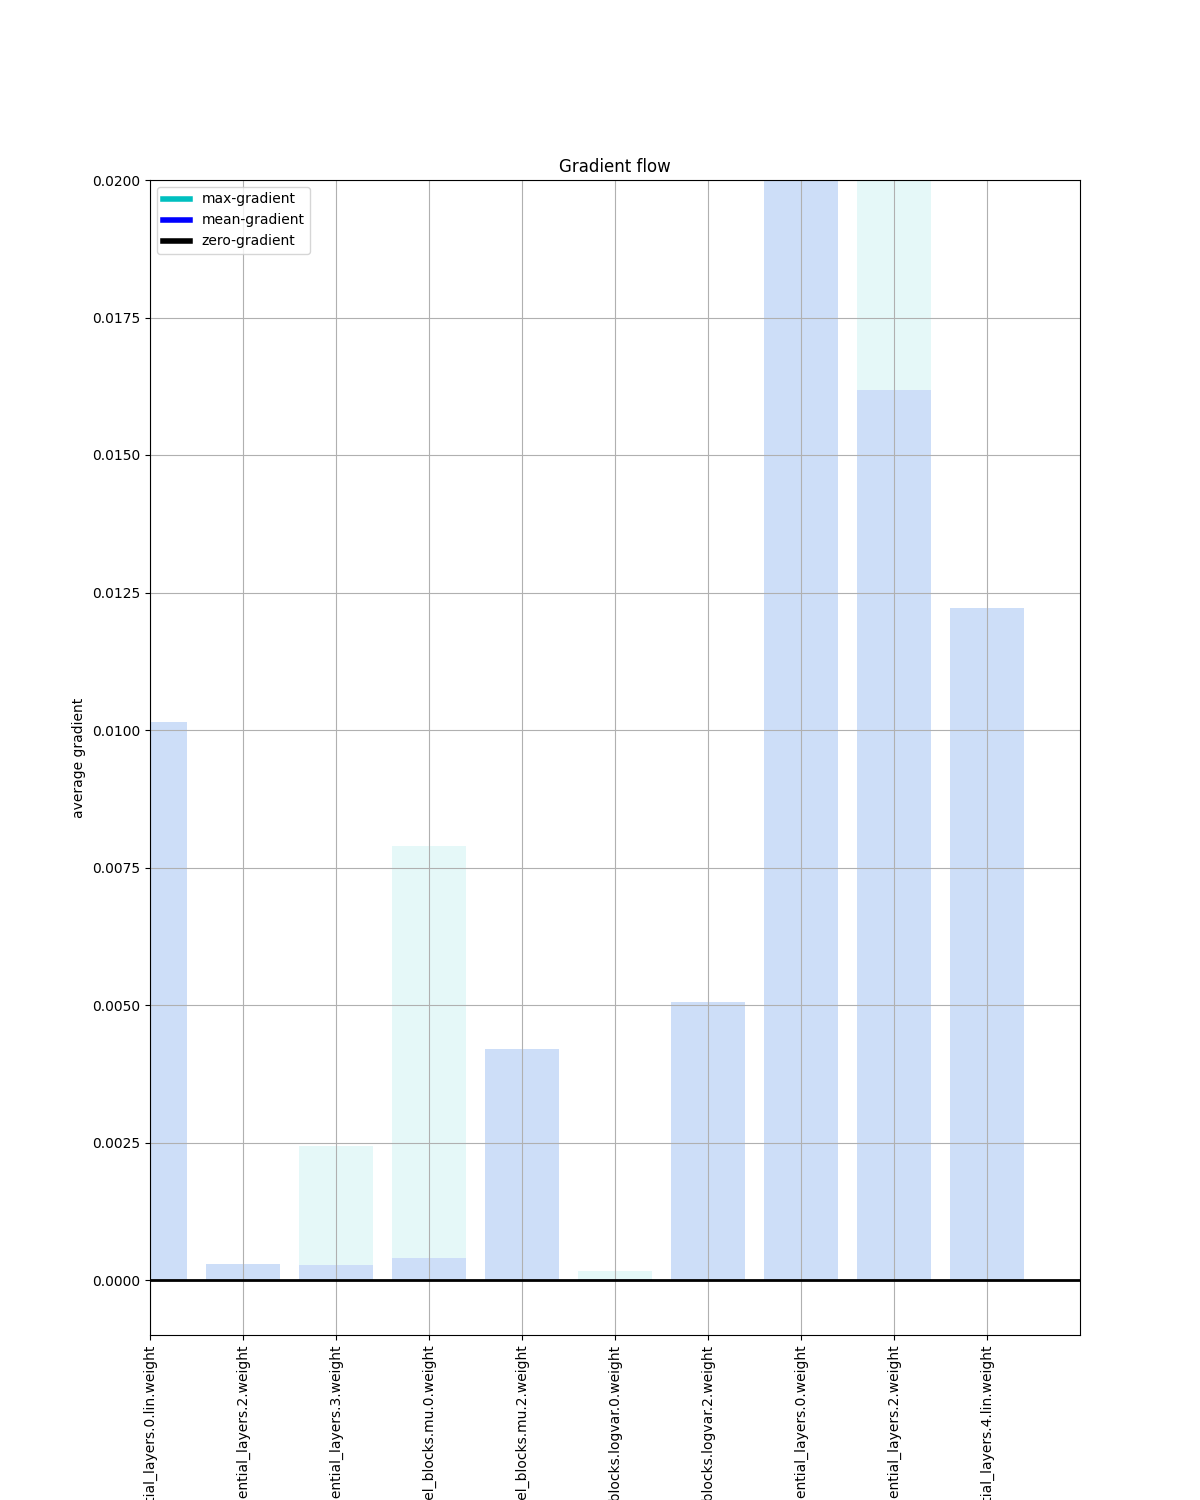 Gradient flow
max-gradient
mean-gradient
zero-gradient
0.0200
0.0175
0.0150
0.0125
0.0100
0.0075
0.0050
0.0025
0.0000
average gradient
tial_layers.0.lin.weight
ential_layers.2.weight
ential_layers.3.weight
el_blocks.mu.0.weight
el_blocks.mu.2.weight
blocks.logvar.0.weight
blocks.logvar.2.weight
ential_layers.0.weight
ential_layers.2.weight
tial_layers.4.lin.weight